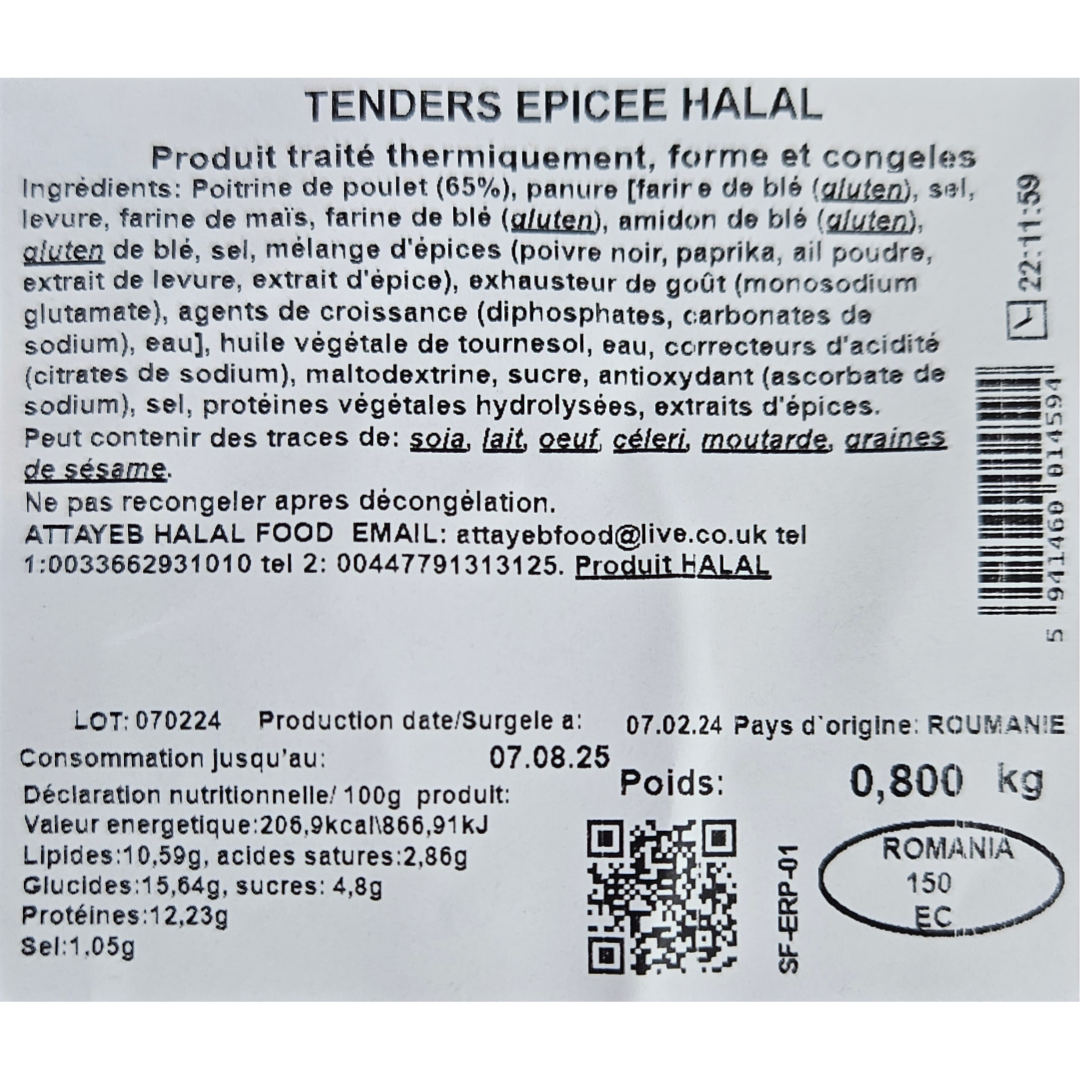 TENDERS EPICEE HALAL
Produit traité thermiquement, forme et congeles
Ingrédients: Poitrine de poulet (65%), panure [farine de blé (gluten), sel,
levure, farine de maïs, farine de blé (gluten), amidon de blé (gluten),
gluten de blé, sel, mélange d'épices (poivre noir, paprika, ail poudre,
extrait de levure, extrait d'épice), exhausteur de goût (monosodium
glutamate), agents de croissance (diphosphates, carbonates de
sodium), eau], huile végétale de tournesol, eau, correcteurs d'acidité
(citrates de sodium), maltodextrine, sucre, antioxydant (ascorbate de
sodium), sel, protéines végétales hydrolysées, extraits d'épices.
Peut contenir des traces de: soia, lait, oeuf, céleri, moutarde, graines
de sésame.
Ne pas recongeler apres décongélation.
ATTAYEB HALAL FOOD EMAIL: attayebfood@live.co.uk tel
1:0033662931010 tel 2: 00447791313125. Produit HALAL
22:11:59
5 941460 014594
LOT: 070224 Production date/Surgele a: 07.02.24 Pays d'origine: ROUMANIE
Consommation jusqu'au: 07.08.25
Poids: 0,800 kg
Déclaration nutritionnelle/ 100g produit:
Valeur energetique:206,9kcal\866,91kJ
Lipides:10,59g, acides satures:2,86g
Glucides:15,64g, sucres: 4,8g
Protéines:12,23g
Sel:1,05g
SF-ERP-01
ROMANIA
150
EC